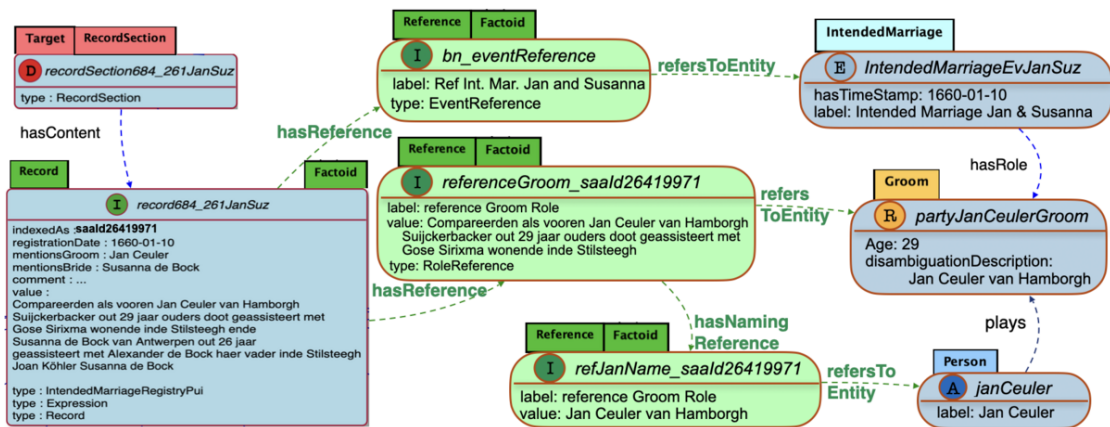 Target RecordSection
D recordSection684_261JanSuz
type : RecordSection
hasContent
Record Factoid
I record684_261JanSuz
indexedAs :saaId26419971
registrationDate : 1660-01-10
mentionsGroom : Jan Ceuler
mentionsBride : Susanna de Bock
comment : ...
value :
Compareerden als vooren Jan Ceuler van Hamborgh
Suijckerbacker out 29 jaar ouders doot geassisteert met
Gose Sirixma wonende inde Stilsteegh ende
Susanna de Bock van Antwerpen out 26 jaar
geassisteert met Alexander de Bock haer vader inde Stilsteegh
Joan Köhler Susanna de Bock
type : IntendedMarriageRegistryPui
type : Expression
type : Record
hasReference
hasReference
Reference Factoid
I bn_eventReference
label: Ref Int. Mar. Jan and Susanna
type: EventReference
refersToEntity
IntendedMarriage
E IntendedMarriageEvJanSuz
hasTimeStamp: 1660-01-10
label: Intended Marriage Jan & Susanna
hasRole
Reference Factoid
I referenceGroom_saaId26419971
label: reference Groom Role
value: Compareerden als vooren Jan Ceuler van Hamborgh
Suijckerbacker out 29 jaar ouders doot geassisteert met
Gose Sirixma wonende inde Stilsteegh
type: RoleReference
refers
ToEntity
Groom
R partyJanCeulerGroom
Age: 29
disambiguationDescription:
Jan Ceuler van Hamborgh
hasNaming
Reference
plays
Reference Factoid
I refJanName_saaId26419971
label: reference Groom Role
value: Jan Ceuler van Hamborgh
refersTo
Entity
Person
A janCeuler
label: Jan Ceuler